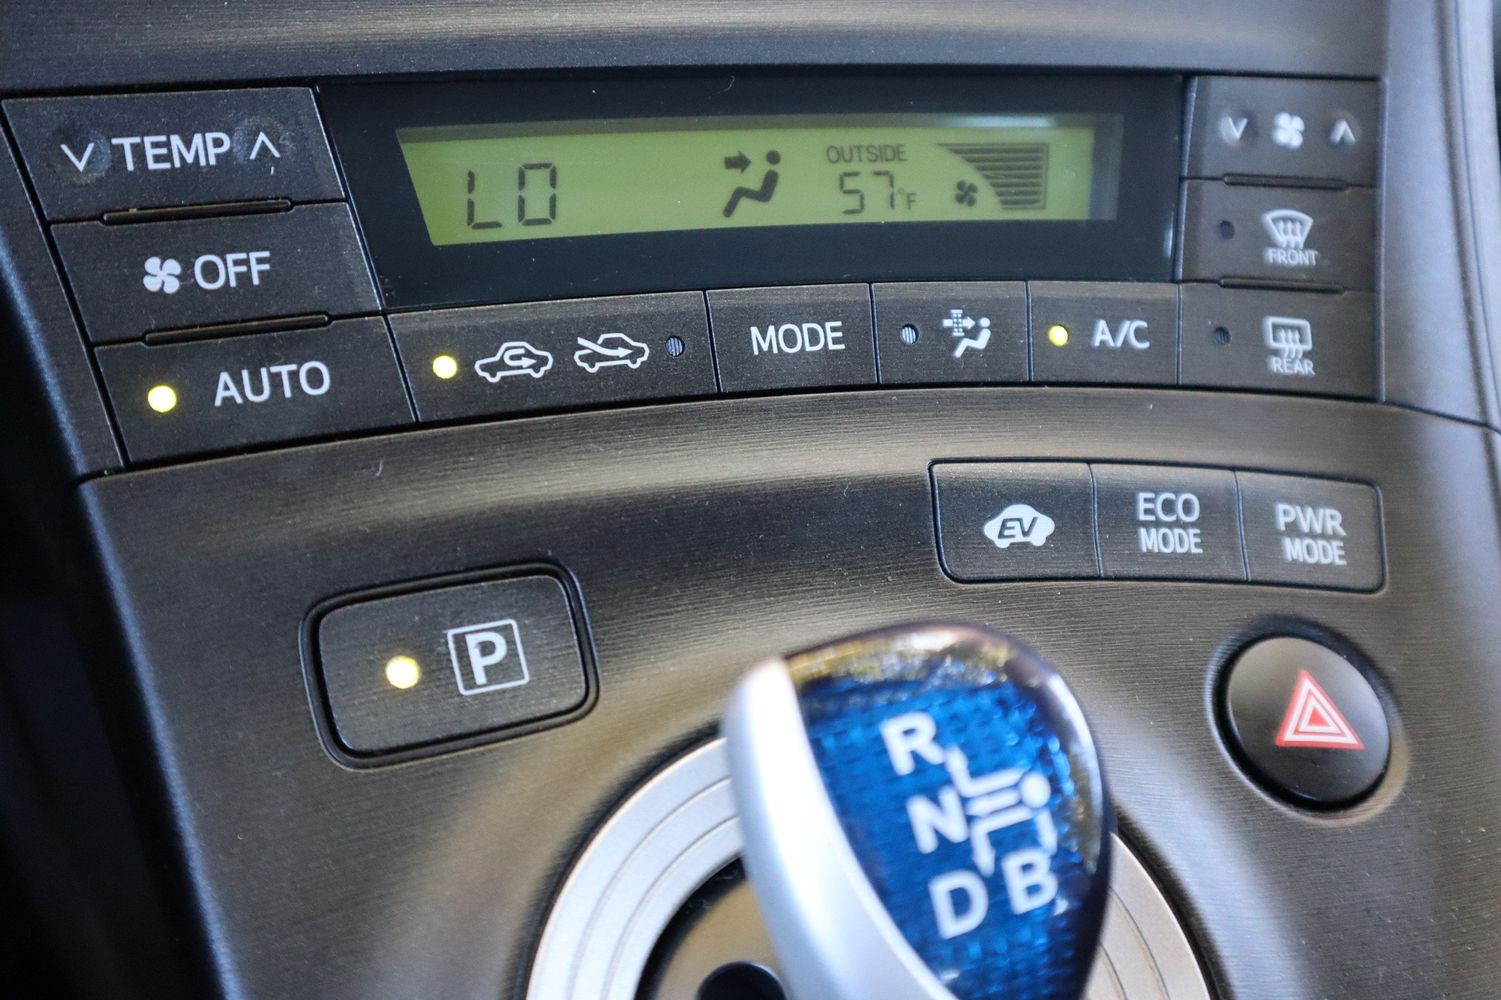 TEMP
LO
OUTSIDE
57°F
FRONT
OFF
AUTO
MODE
A/C
REAR
EV
ECO
MODE
PWR
MODE
P
R
N
D B